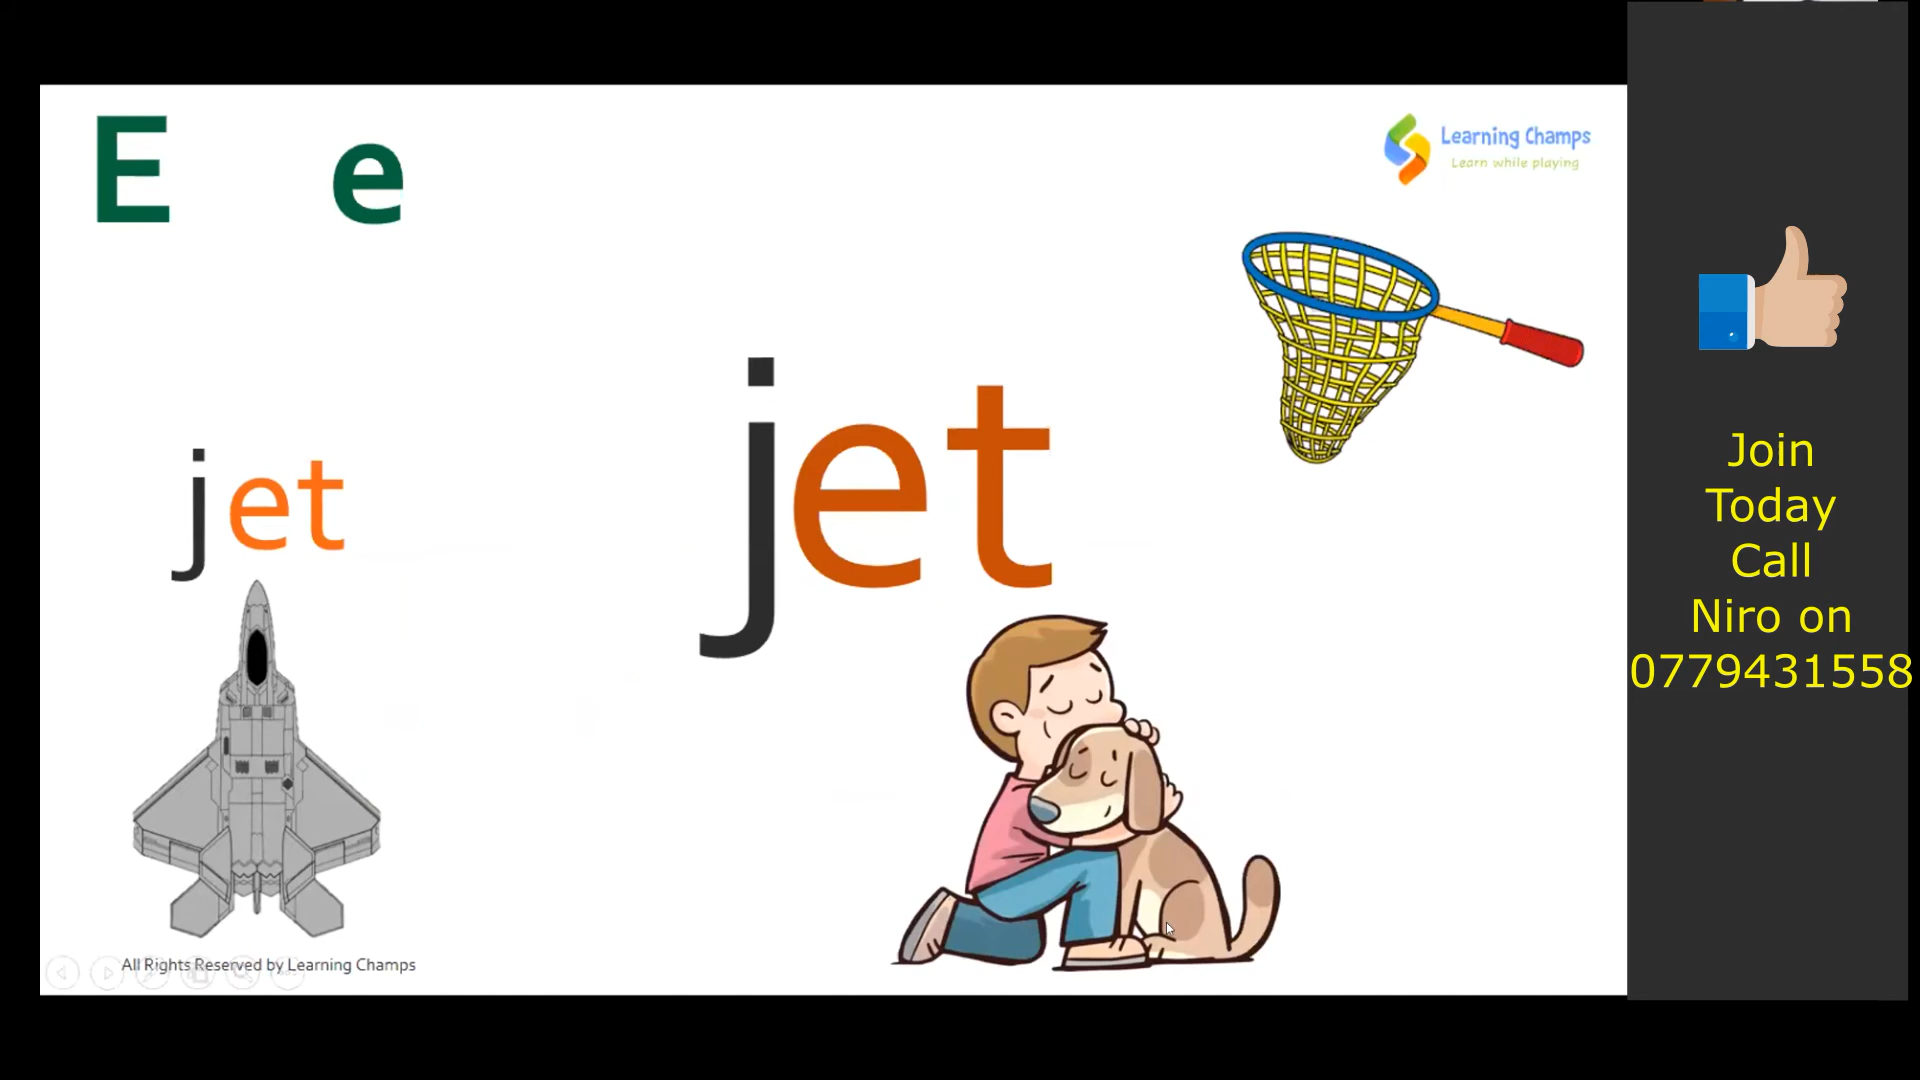 E e
Learning Champs
Learn while playing
jet
jet
All Rights Reserved by Learning Champs
Join
Today
Call
Niro on
0779431558